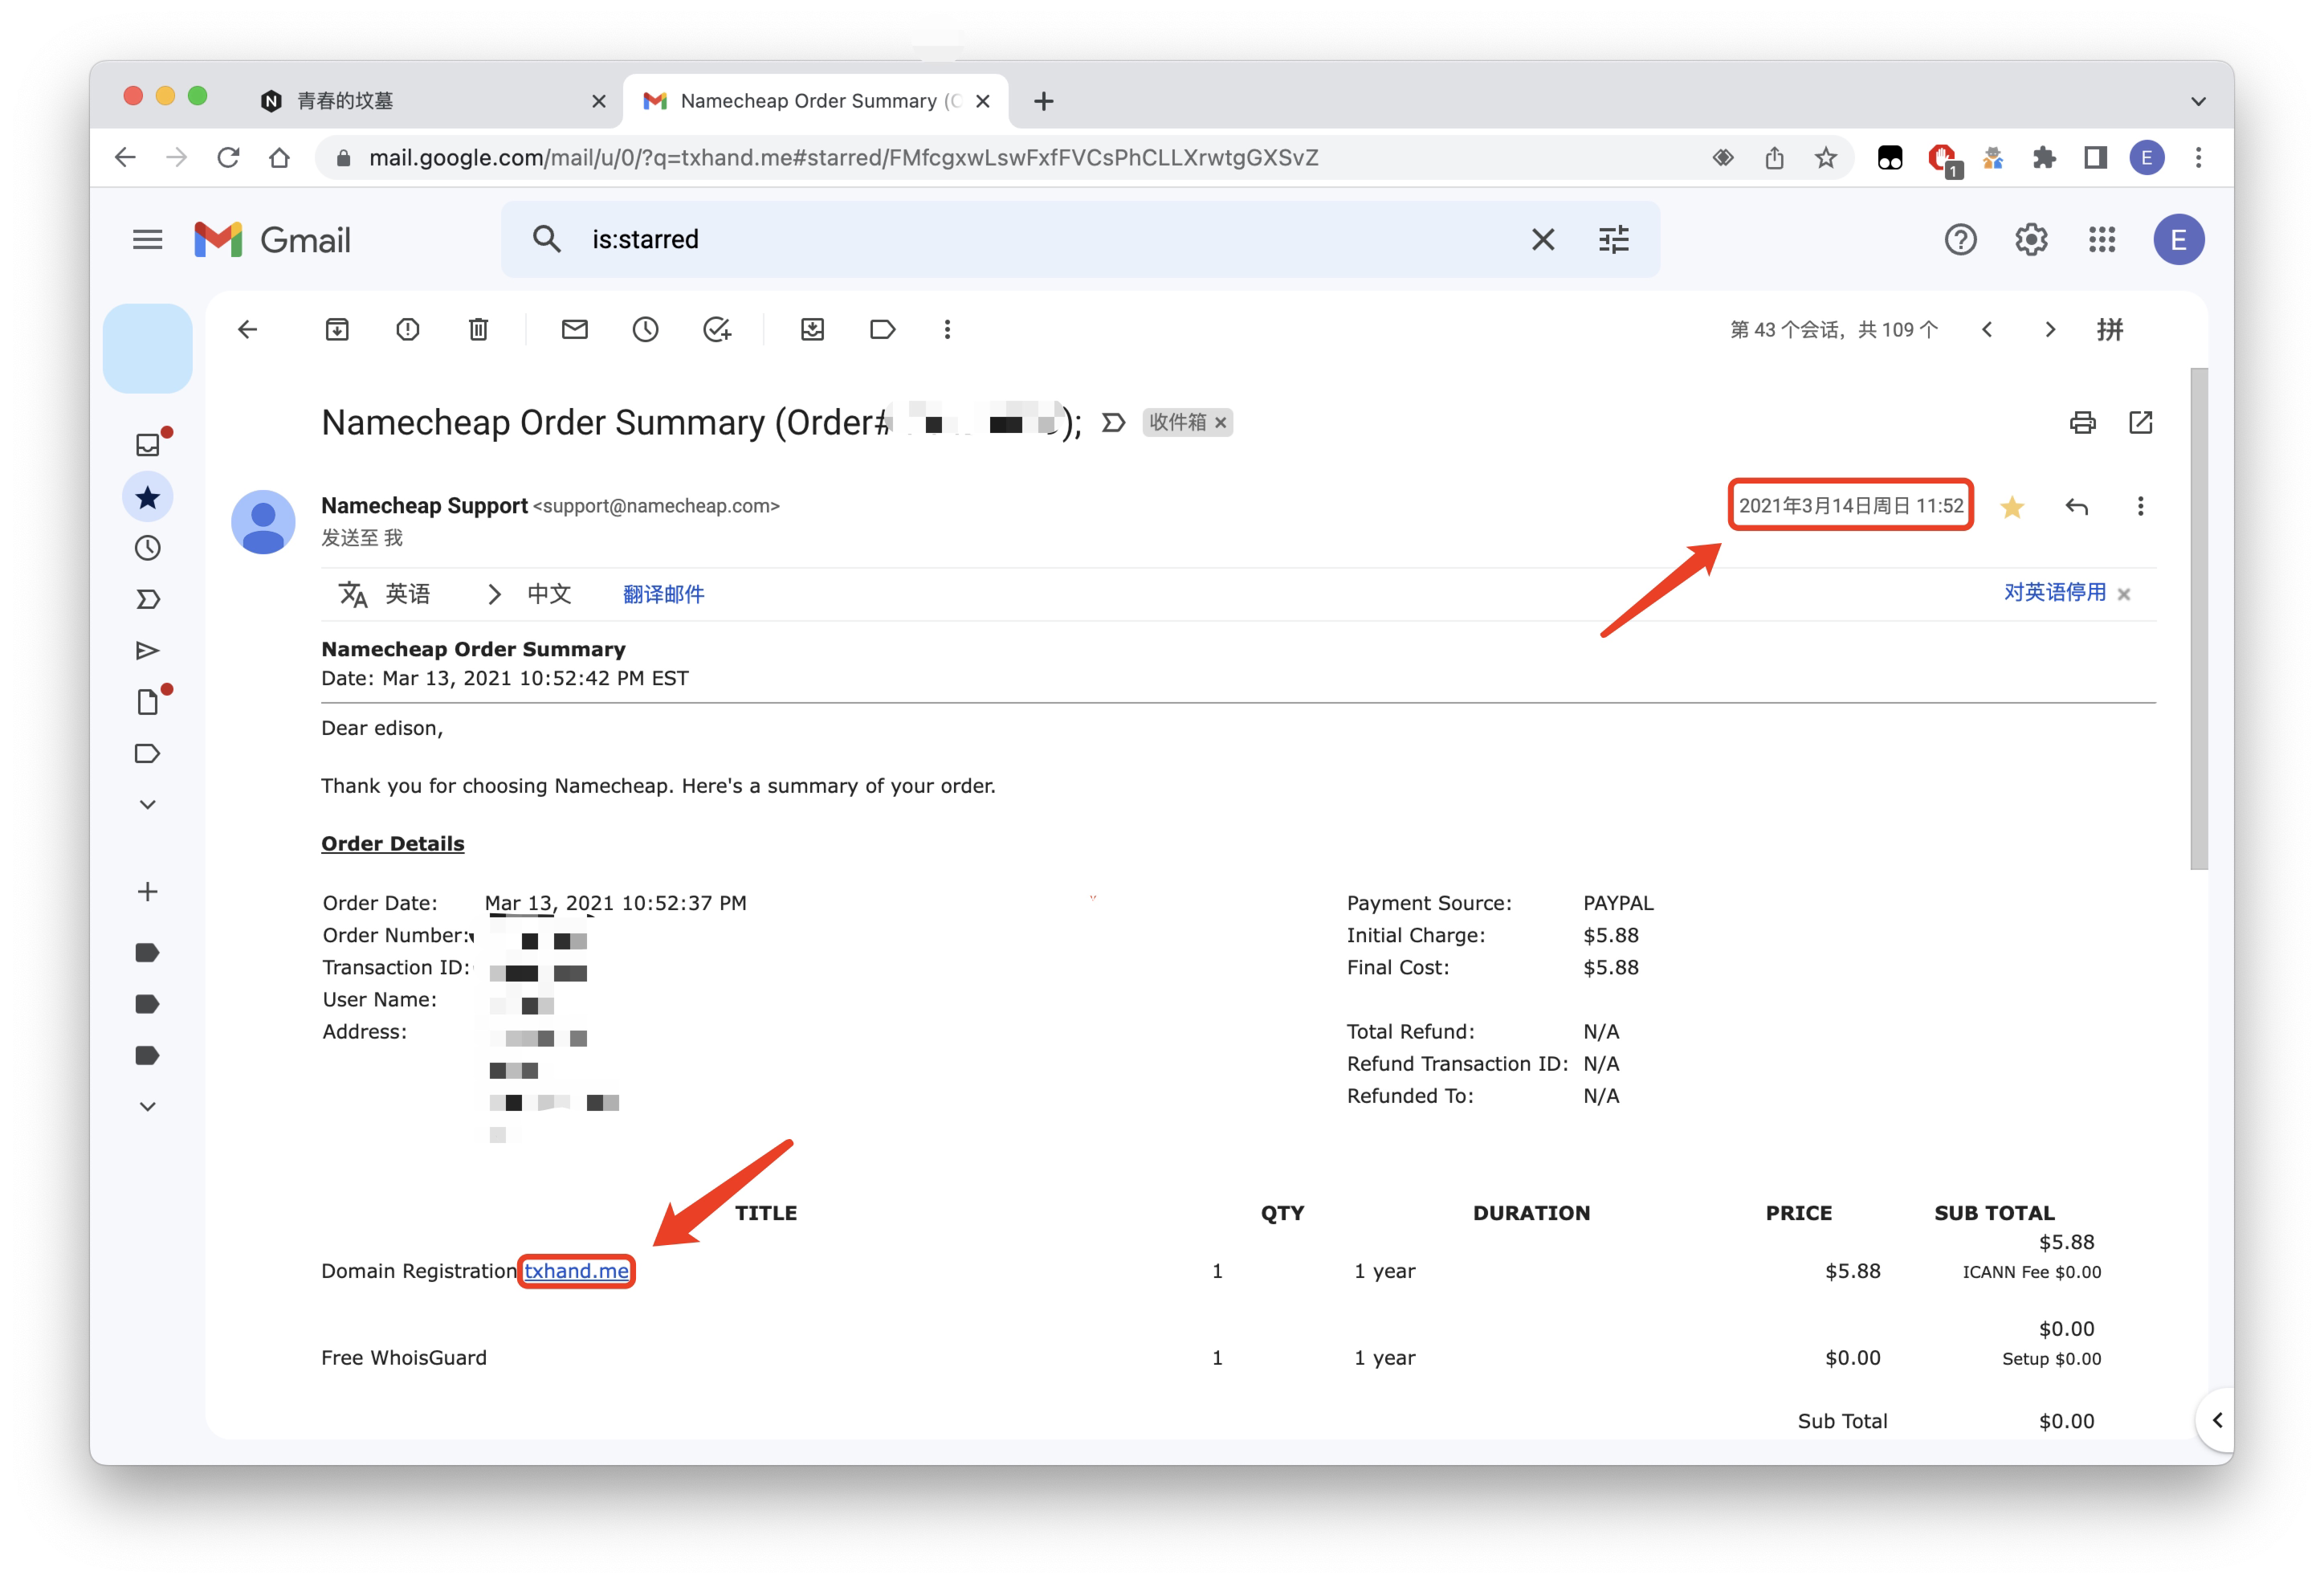 青春的坟墓
Namecheap Order Summary (O
mail.google.com/mail/u/0/?q=txhand.me#starred/FMfcgxwLswFxfFVCsPhCLLXrwtgGXSvZ
1
E
Gmail
is:starred
E
第 43 个会话，共 109 个
拼
Namecheap Order Summary (Order# );
收件箱 ×
Namecheap Support <support@namecheap.com>
2021年3月14日周日 11:52
发送至 我
英语 > 中文 翻译邮件
对英语停用 ×
Namecheap Order Summary
Date: Mar 13, 2021 10:52:42 PM EST
Dear edison,
Thank you for choosing Namecheap. Here's a summary of your order.
Order Details
Order Date: Mar 13, 2021 10:52:37 PM
Order Number:
Transaction ID:
User Name:
Address:
Payment Source: PAYPAL
Initial Charge: $5.88
Final Cost: $5.88
Total Refund: N/A
Refund Transaction ID: N/A
Refunded To: N/A
TITLE QTY DURATION PRICE SUB TOTAL
$5.88
Domain Registration txhand.me 1 1 year $5.88 ICANN Fee $0.00
$0.00
Free WhoisGuard 1 1 year $0.00 Setup $0.00
Sub Total $0.00